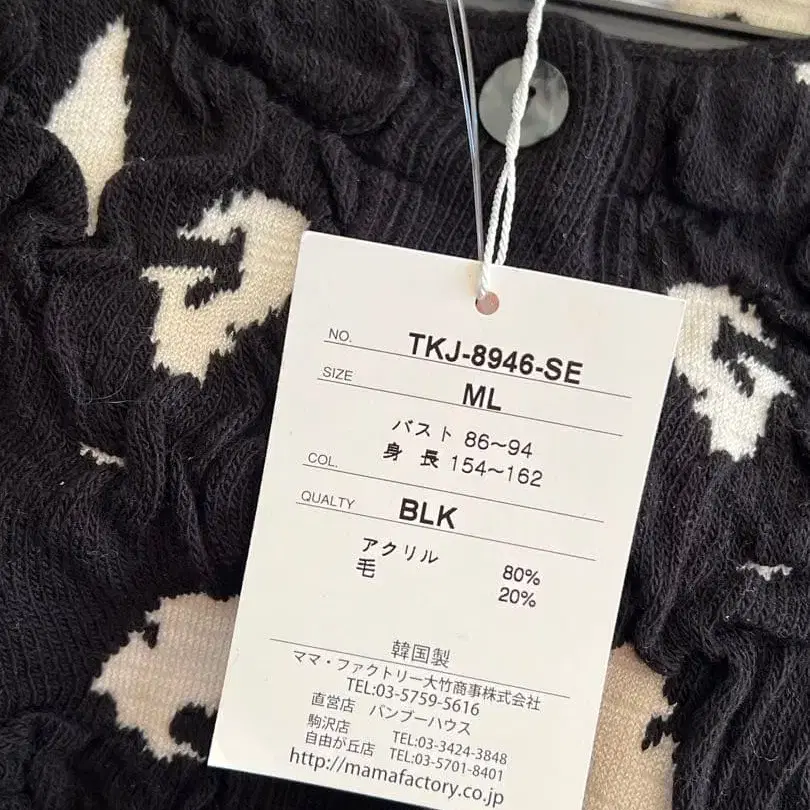 NO. TKJ-8946-SE
SIZE ML
バスト 86～94
身 長 154～162
COL. BLK
QUALTY
アクリル 80%
毛 20%
韓国製
ママ・ファクトリー大竹商事株式会社
TEL:03-5759-5616
直営店 バンブーハウス
駒沢店 TEL:03-3424-3848
自由が丘店 TEL:03-5701-8401
http://mamafactory.co.jp